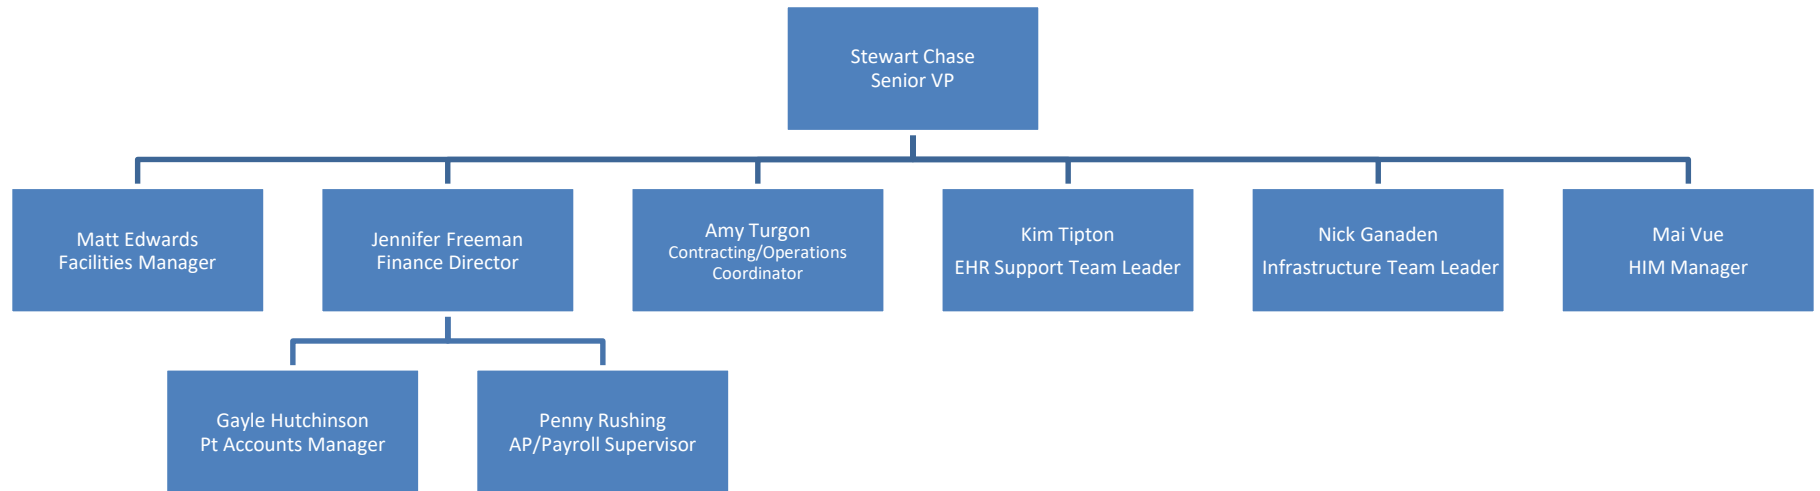 Stewart Chase
Senior VP
Matt Edwards
Facilities Manager
Jennifer Freeman
Finance Director
Amy Turgon
Contracting/Operations
Coordinator
Kim Tipton
EHR Support Team Leader
Nick Ganaden
Infrastructure Team Leader
Mai Vue
HIM Manager
Gayle Hutchinson
Pt Accounts Manager
Penny Rushing
AP/Payroll Supervisor